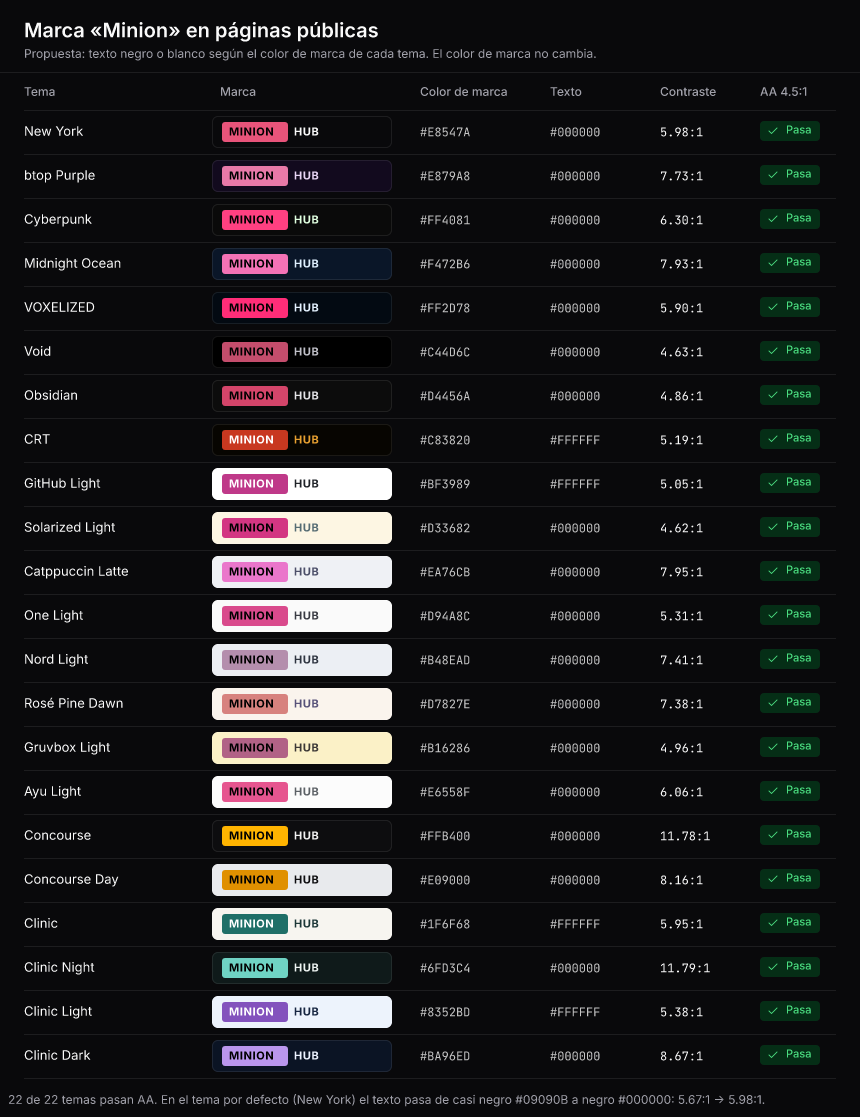 Marca «Minion» en páginas públicas
Propuesta: texto negro o blanco según el color de marca de cada tema. El color de marca no cambia.
Tema Marca Color de marca Texto Contraste AA 4.5:1
New York MINION HUB #E8547A #000000 5.98:1 ✓ Pasa
btop Purple MINION HUB #E879A8 #000000 7.73:1 ✓ Pasa
Cyberpunk MINION HUB #FF4081 #000000 6.30:1 ✓ Pasa
Midnight Ocean MINION HUB #F472B6 #000000 7.93:1 ✓ Pasa
VOXELIZED MINION HUB #FF2D78 #000000 5.90:1 ✓ Pasa
Void MINION HUB #C44D6C #000000 4.63:1 ✓ Pasa
Obsidian MINION HUB #D4456A #000000 4.86:1 ✓ Pasa
CRT MINION HUB #C83820 #FFFFFF 5.19:1 ✓ Pasa
GitHub Light MINION HUB #BF3989 #FFFFFF 5.05:1 ✓ Pasa
Solarized Light MINION HUB #D33682 #000000 4.62:1 ✓ Pasa
Catppuccin Latte MINION HUB #EA76CB #000000 7.95:1 ✓ Pasa
One Light MINION HUB #D94A8C #000000 5.31:1 ✓ Pasa
Nord Light MINION HUB #B48EAD #000000 7.41:1 ✓ Pasa
Rosé Pine Dawn MINION HUB #D7827E #000000 7.38:1 ✓ Pasa
Gruvbox Light MINION HUB #B16286 #000000 4.96:1 ✓ Pasa
Ayu Light MINION HUB #E6558F #000000 6.06:1 ✓ Pasa
Concourse MINION HUB #FFB400 #000000 11.78:1 ✓ Pasa
Concourse Day MINION HUB #E09000 #000000 8.16:1 ✓ Pasa
Clinic MINION HUB #1F6F68 #FFFFFF 5.95:1 ✓ Pasa
Clinic Night MINION HUB #6FD3C4 #000000 11.79:1 ✓ Pasa
Clinic Light MINION HUB #8352BD #FFFFFF 5.38:1 ✓ Pasa
Clinic Dark MINION HUB #BA96ED #000000 8.67:1 ✓ Pasa
22 de 22 temas pasan AA. En el tema por defecto (New York) el texto pasa de casi negro #09090B a negro #000000: 5.67:1 → 5.98:1.